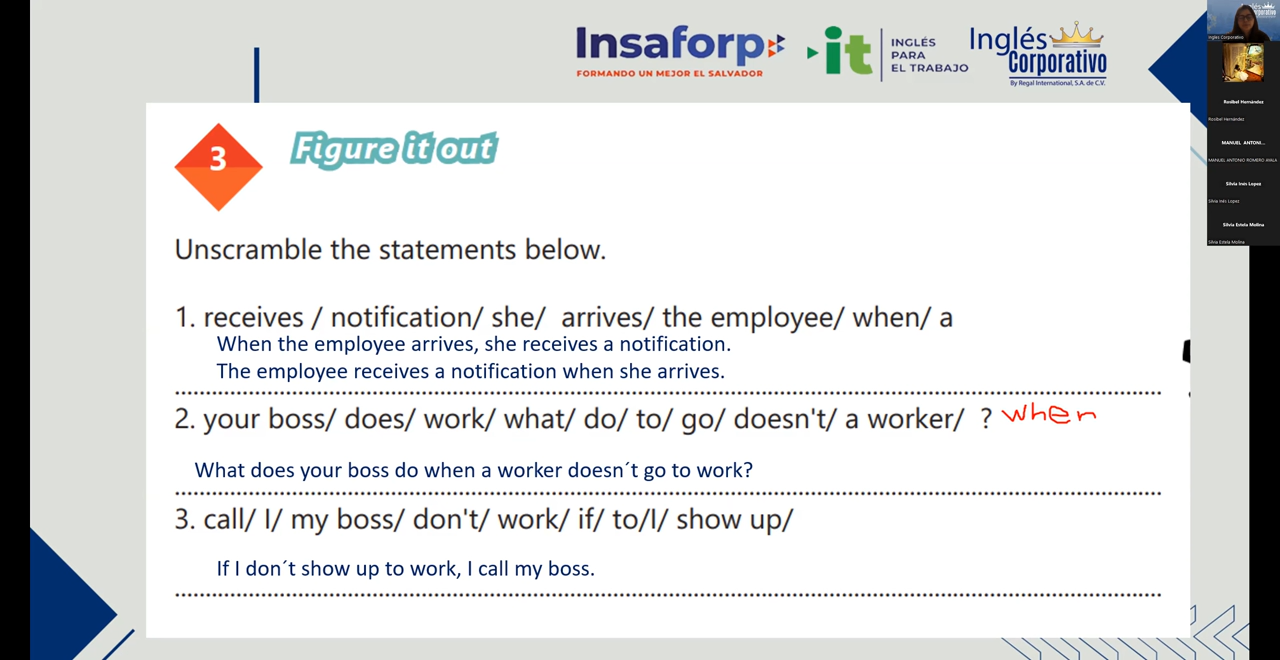 Insaforp
FORMANDO UN MEJOR EL SALVADOR
it
INGLÉS
PARA
EL TRABAJO
Inglés
Corporativo
By Regal International, S.A. de C.V.
Ingles Corporativo
Rosibel Hernández
Rosibel Hernández
MANUEL ANTONI...
MANUEL ANTONIO ROMERO AYALA
Silvia Inés Lopez
Silvia Inés Lopez
Silvia Estela Molina
Silvia Estela Molina
3
Figure it out
Unscramble the statements below.
1. receives / notification/ she/ arrives/ the employee/ when/ a
When the employee arrives, she receives a notification.
The employee receives a notification when she arrives.
2. your boss/ does/ work/ what/ do/ to/ go/ doesn't/ a worker/ ? when
What does your boss do when a worker doesn´t go to work?
3. call/ I/ my boss/ don't/ work/ if/ to/I/ show up/
If I don´t show up to work, I call my boss.